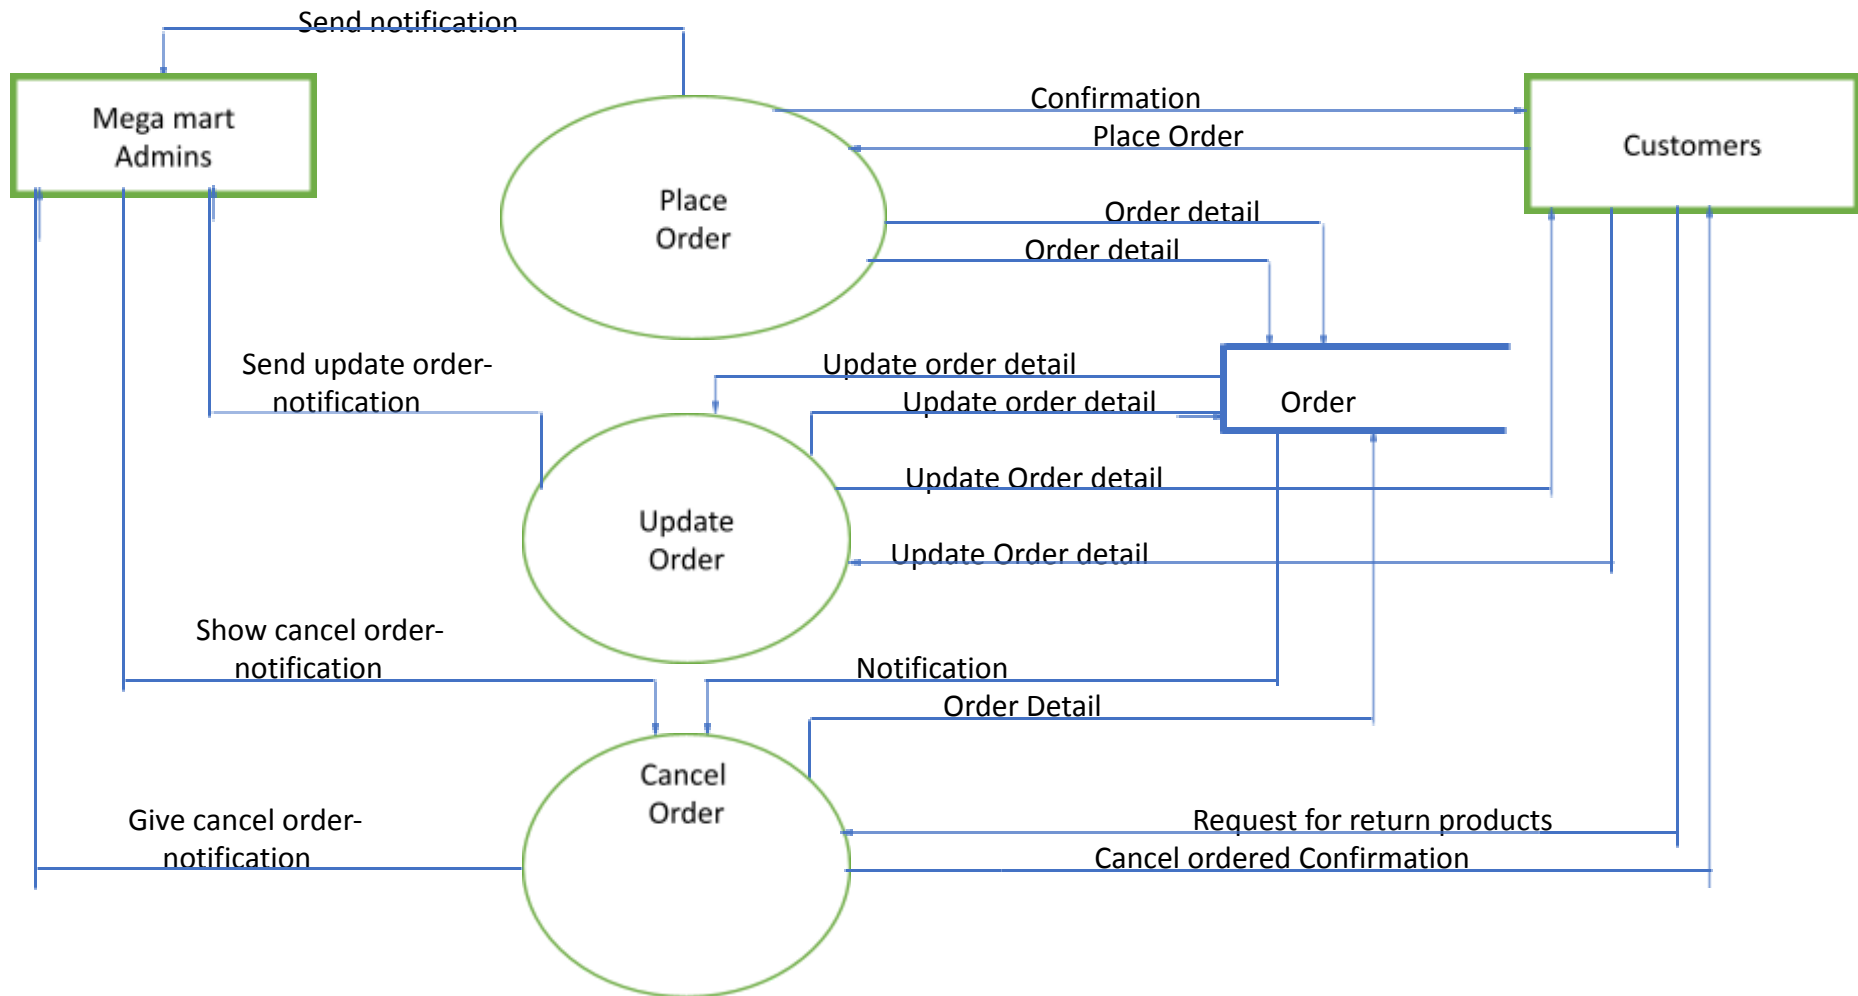 Send notification
Mega mart
Admins
Confirmation
Place Order
Customers
Place
Order
Order detail
Order detail
Send update order-
notification
Update order detail
Update order detail
Order
Update Order detail
Update
Order
Update Order detail
Show cancel order-
notification
Notification
Order Detail
Cancel
Order
Give cancel order-
notification
Request for return products
Cancel ordered Confirmation